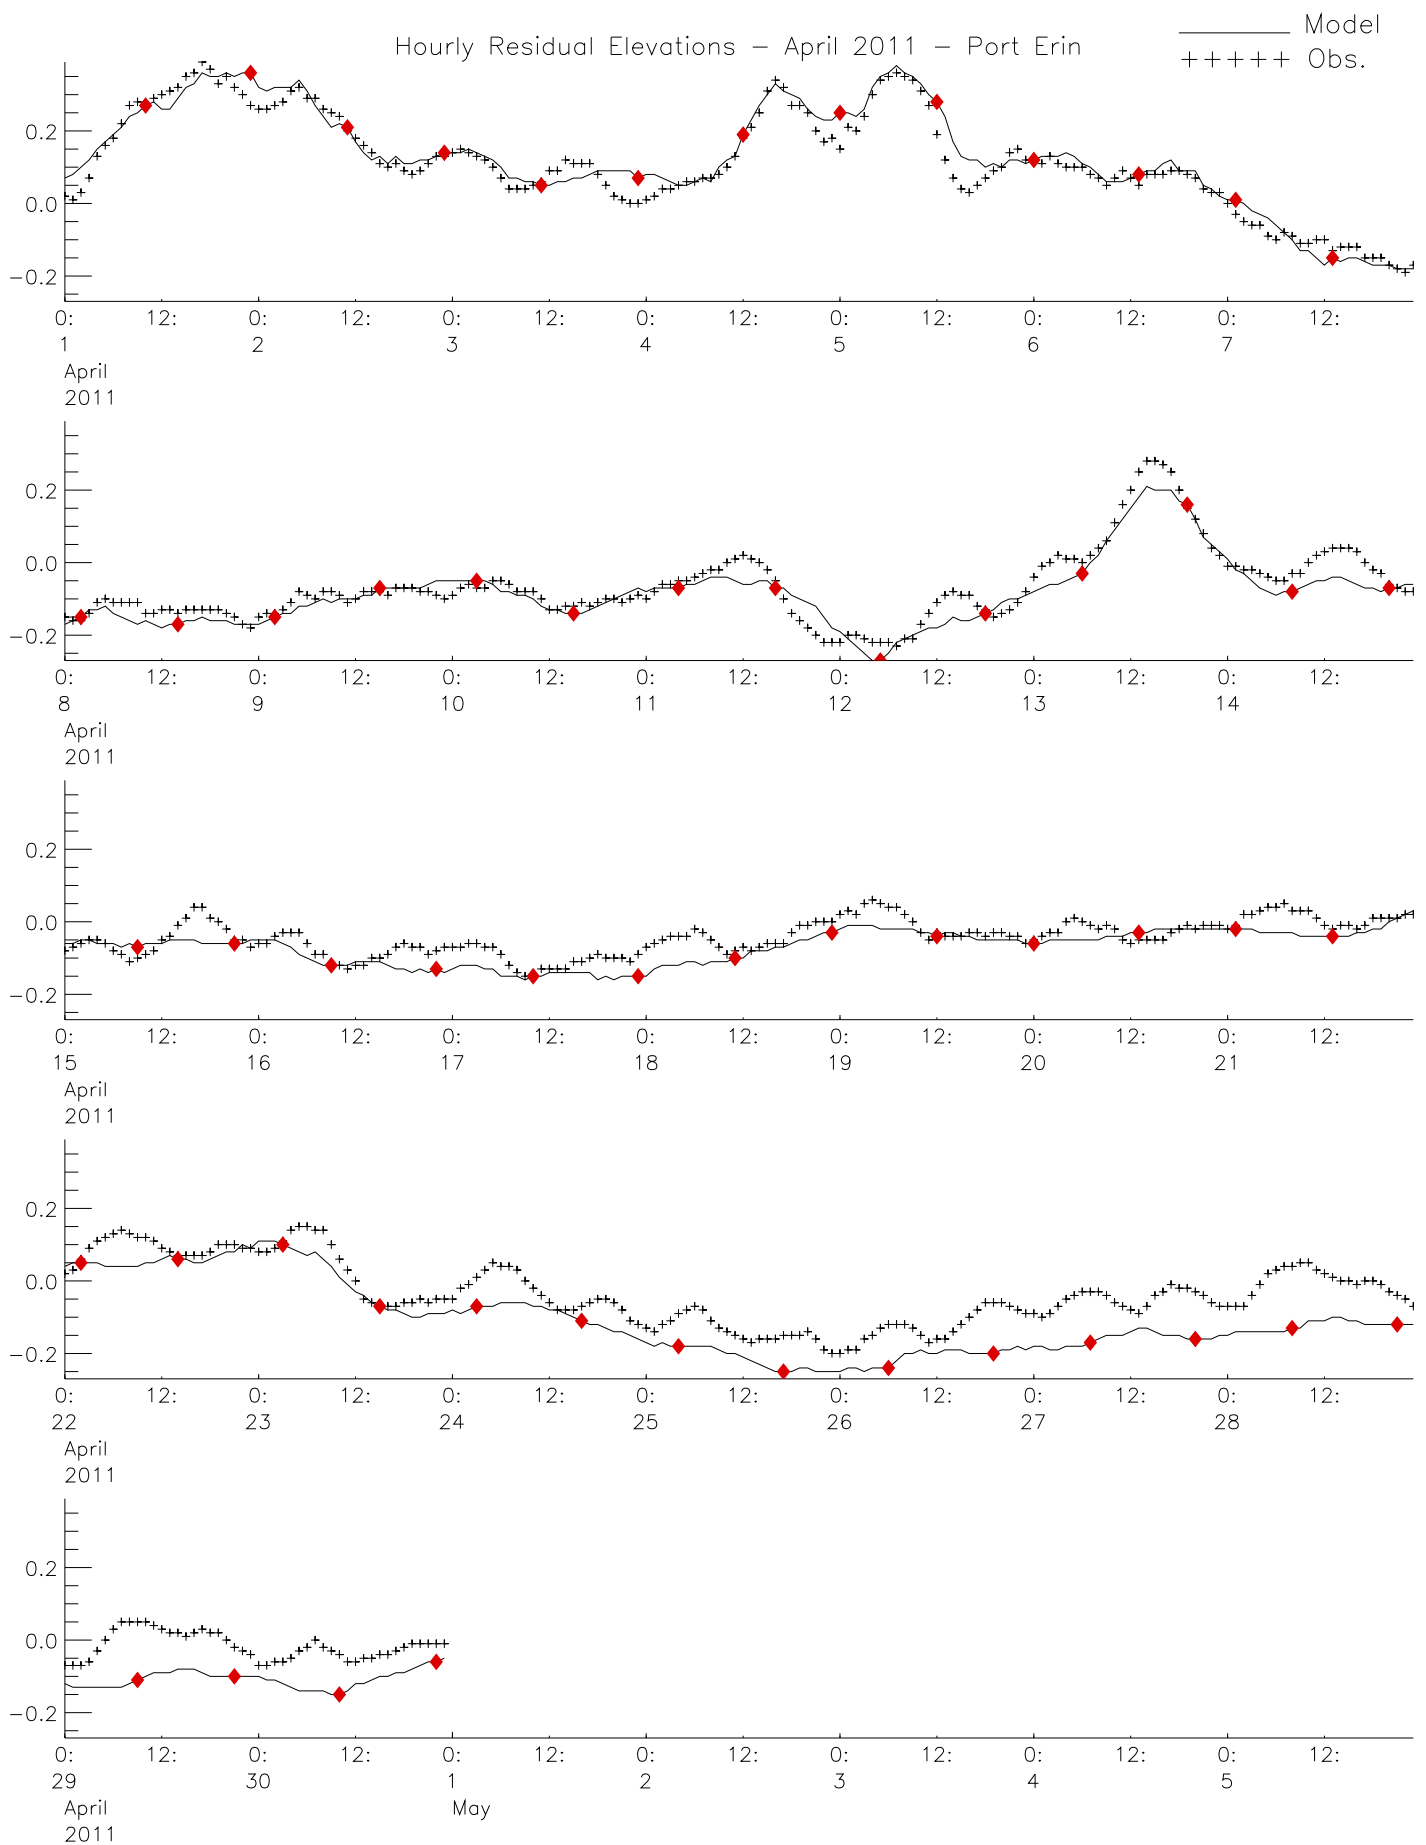 Hourly Residual Elevations − April 2011 − Port Erin
Model
+++++ Obs.
0.2
0.0
−0.2
0: 12: 0: 12: 0: 12: 0: 12: 0: 12: 0: 12: 0: 12:
1 2 3 4 5 6 7
April
2011
0.2
0.0
−0.2
0: 12: 0: 12: 0: 12: 0: 12: 0: 12: 0: 12: 0: 12:
8 9 10 11 12 13 14
April
2011
0.2
0.0
−0.2
0: 12: 0: 12: 0: 12: 0: 12: 0: 12: 0: 12: 0: 12:
15 16 17 18 19 20 21
April
2011
0.2
0.0
−0.2
0: 12: 0: 12: 0: 12: 0: 12: 0: 12: 0: 12: 0: 12:
22 23 24 25 26 27 28
April
2011
0.2
0.0
−0.2
0: 12: 0: 12: 0: 12: 0: 12: 0: 12: 0: 12: 0: 12:
29 30 1 2 3 4 5
April May
2011